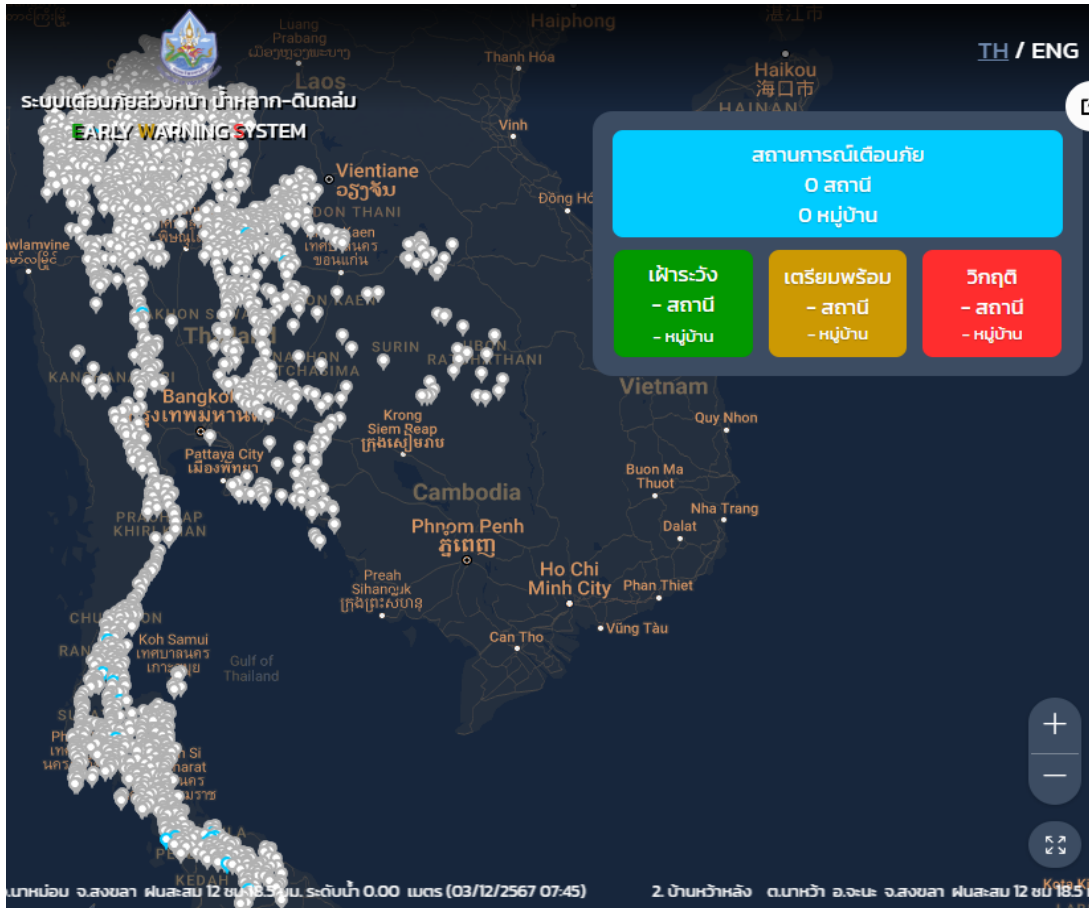 Luang
Prabang
Haiphong
湛江市
TH / ENG
Thanh Hóa
Laos
Haikou
海口市
HAINAN
ระบบเตือนภัยล่วงหน้า น้ำหลาก-ดินถล่ม
EARLY WARNING SYSTEM
Vinh
สถานการณ์เตือนภัย
0 สถานี
0 หมู่บ้าน
Vientiane
ວຽງຈັນ
DON THANI
Kaen
เทศบาลนคร
ขอนแก่น
เฝ้าระวัง
- สถานี
- หมู่บ้าน
เตรียมพร้อม
- สถานี
- หมู่บ้าน
วิกฤติ
- สถานี
- หมู่บ้าน
SURIN
Vietnam
Bangkok
Krong
Siem Reap
ក្រុងសៀមរាប
Quy Nhon
Pattaya City
เมืองพัทยา
Buon Ma
Thuot
Cambodia
Nha Trang
Dalat
Phnom Penh
ភ្នំពេញ
Ho Chi
Minh City
Phan Thiet
Preah
Sihanouk
ក្រុងព្រះសីហនុ
Vũng Tàu
Can Tho
Koh Samui
เทศบาลนคร
เกาะสมุย
Gulf of
Thailand
KEDAH
อ.นาหม่อม จ.สงขลา ฝนสะสม 12 ชม. 18.5 มม. ระดับน้ำ 0.00 เมตร (03/12/2567 07:45)
2. บ้านหว้าหลัง ต.นาหว้า อ.จะนะ จ.สงขลา ฝนสะสม 12 ชม 18.5